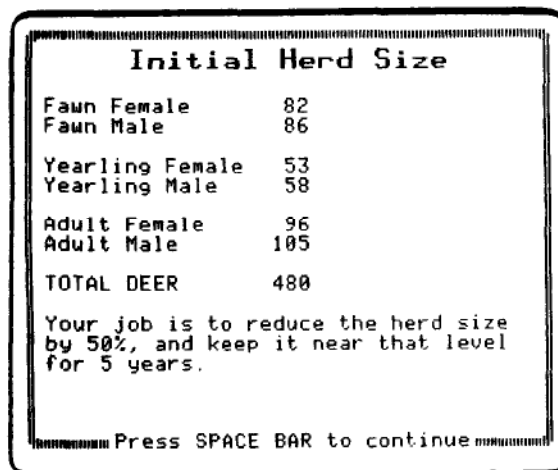 Initial Herd Size
Fawn Female 82
Fawn Male 86
Yearling Female 53
Yearling Male 58
Adult Female 96
Adult Male 105
TOTAL DEER 480
Your job is to reduce the herd size
by 50%, and keep it near that level
for 5 years.
Press SPACE BAR to continue